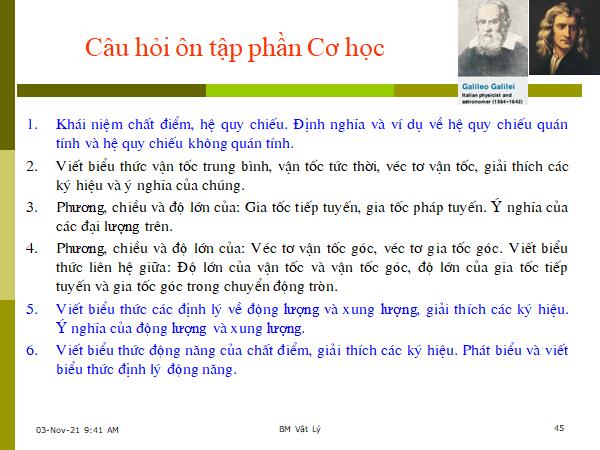 Câu hỏi ôn tập phần Cơ học
Galileo Galilei
Italian physicist and
astronomer (1564–1642)
1. Khái niệm chất điểm, hệ quy chiếu. Định nghĩa và ví dụ về hệ quy chiếu quán
tính và hệ quy chiếu không quán tính.
2. Viết biểu thức vận tốc trung bình, vận tốc tức thời, véc tơ vận tốc, giải thích các
ký hiệu và ý nghĩa của chúng.
3. Phương, chiều và độ lớn của: Gia tốc tiếp tuyến, gia tốc pháp tuyến. Ý nghĩa của
các đại lượng trên.
4. Phương, chiều và độ lớn của: Véc tơ vận tốc góc, véc tơ gia tốc góc. Viết biểu
thức liên hệ giữa: Độ lớn của vận tốc và vận tốc góc, độ lớn của gia tốc tiếp
tuyến và gia tốc góc trong chuyển động tròn.
5. Viết biểu thức các định lý về động lượng và xung lượng, giải thích các ký hiệu.
Ý nghĩa của động lượng và xung lượng.
6. Viết biểu thức động năng của chất điểm, giải thích các ký hiệu. Phát biểu và viết
biểu thức định lý động năng.
03-Nov-21 9:41 AM
BM Vật Lý
45